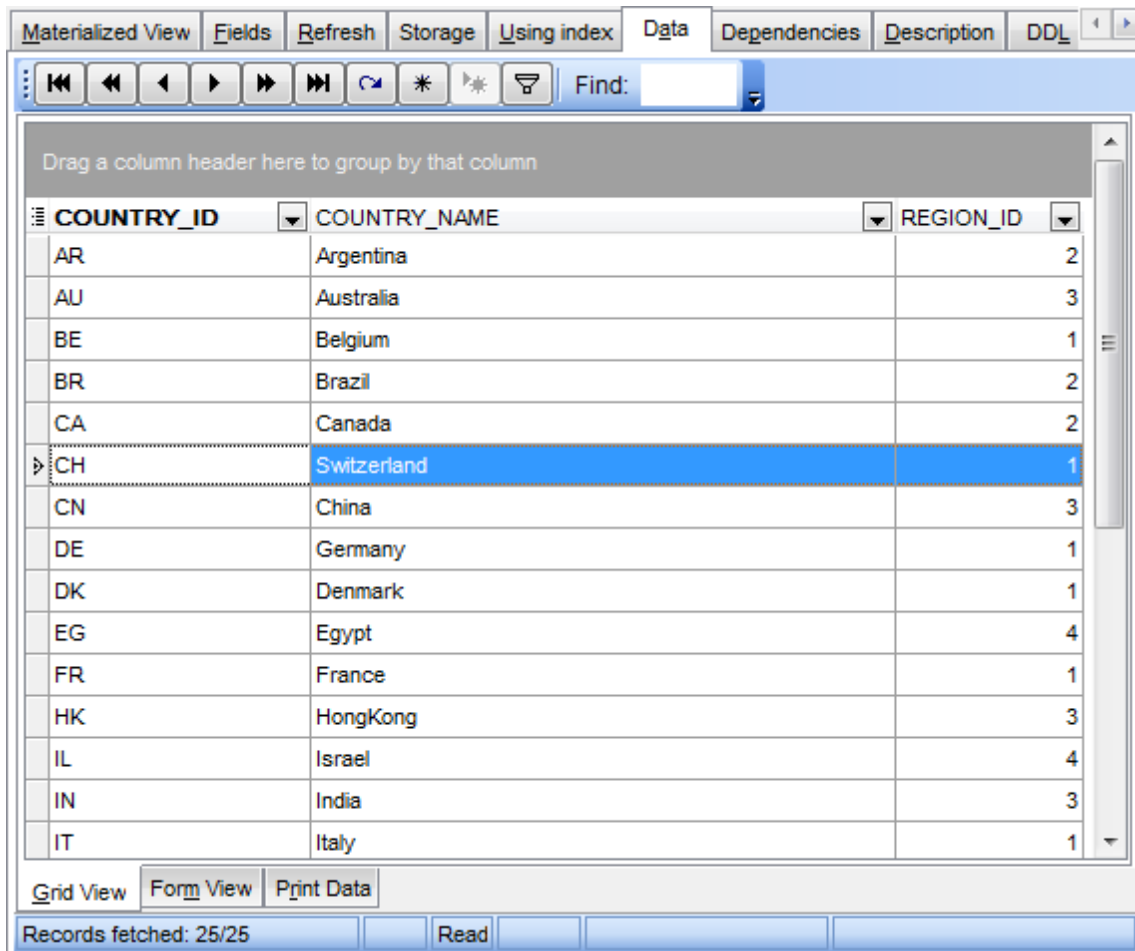 Materialized View Fields Refresh Storage Using index Data Dependencies Description DDL
Find:
Drag a column header here to group by that column
COUNTRY_ID COUNTRY_NAME REGION_ID
AR Argentina 2
AU Australia 3
BE Belgium 1
BR Brazil 2
CA Canada 2
CH Switzerland 1
CN China 3
DE Germany 1
DK Denmark 1
EG Egypt 4
FR France 1
HK HongKong 3
IL Israel 4
IN India 3
IT Italy 1
Grid View Form View Print Data
Records fetched: 25/25 Read